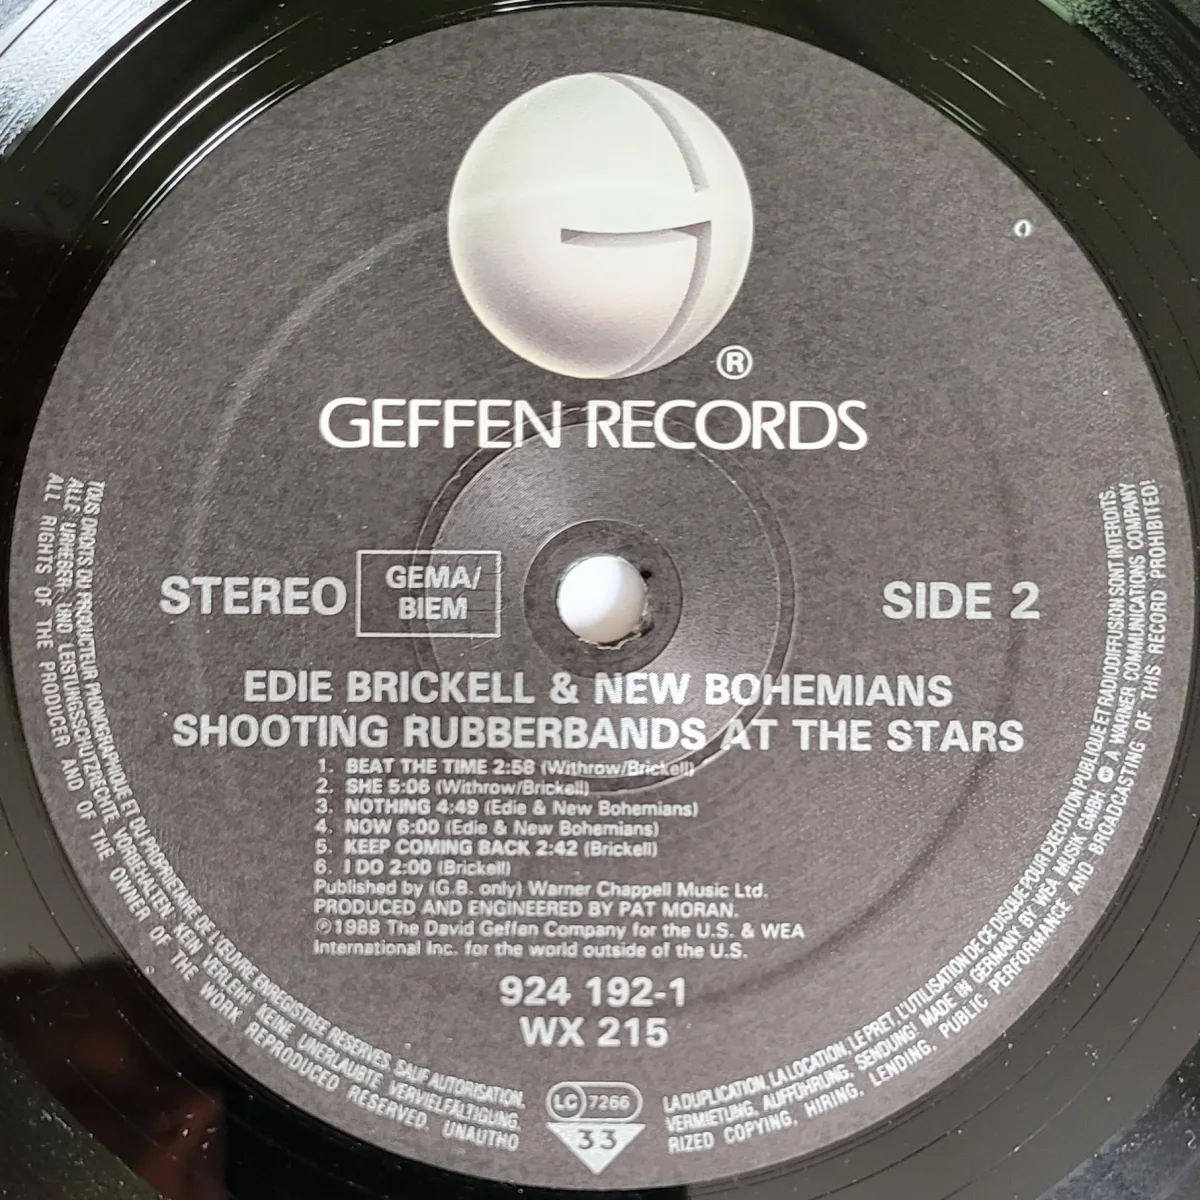 ®
GEFFEN RECORDS
STEREO
GEMA/
BIEM
SIDE 2
EDIE BRICKELL & NEW BOHEMIANS
SHOOTING RUBBERBANDS AT THE STARS
1. BEAT THE TIME 2:58 (Withrow/Brickell)
2. SHE 5:06 (Withrow/Brickell)
3. NOTHING 4:49 (Edie & New Bohemians)
4. NOW 6:00 (Edie & New Bohemians)
5. KEEP COMING BACK 2:42 (Brickell)
6. I DO 2:00 (Brickell)
Published by (G.B. only) Warner Chappell Music Ltd.
PRODUCED AND ENGINEERED BY PAT MORAN.
℗1988 The David Geffen Company for the U.S. & WEA
International Inc. for the world outside of the U.S.
924 192-1
WX 215
LC 7266
33
TOUS DROITS DU PRODUCTEUR PHONOGRAPHIQUE ET DU PROPRIETAIRE DE L'ŒUVRE ENREGISTREE RESERVES. SAUF AUTORISATION, LA DUPLICATION, LA LOCATION, LE PRET, L'UTILISATION DE CE DISQUE POUR EXECUTION PUBLIQUE ET RADIODIFFUSION SONT INTERDITS.
ALLE URHEBER- UND LEISTUNGSSCHUTZRECHTE VORBEHALTEN. KEIN VERLEIH! KEINE UNERLAUBTE VERVIELFÄLTIGUNG, VERMIETUNG, AUFFÜHRUNG, SENDUNG! MADE IN GERMANY BY WEA MUSIK GMBH A WARNER COMMUNICATIONS COMPANY
ALL RIGHTS OF THE PRODUCER AND OF THE OWNER OF THE WORK REPRODUCED RESERVED. UNAUTHORIZED COPYING, HIRING, LENDING, PUBLIC PERFORMANCE AND BROADCASTING OF THIS RECORD PROHIBITED!